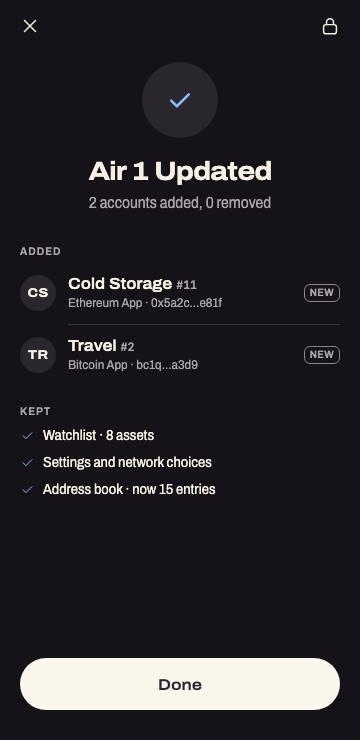 Air 1 Updated
2 accounts added, 0 removed
ADDED
CS
Cold Storage #11
Ethereum App · 0x5a2c...e81f
NEW
TR
Travel #2
Bitcoin App · bc1q...a3d9
NEW
KEPT
Watchlist · 8 assets
Settings and network choices
Address book · now 15 entries
Done